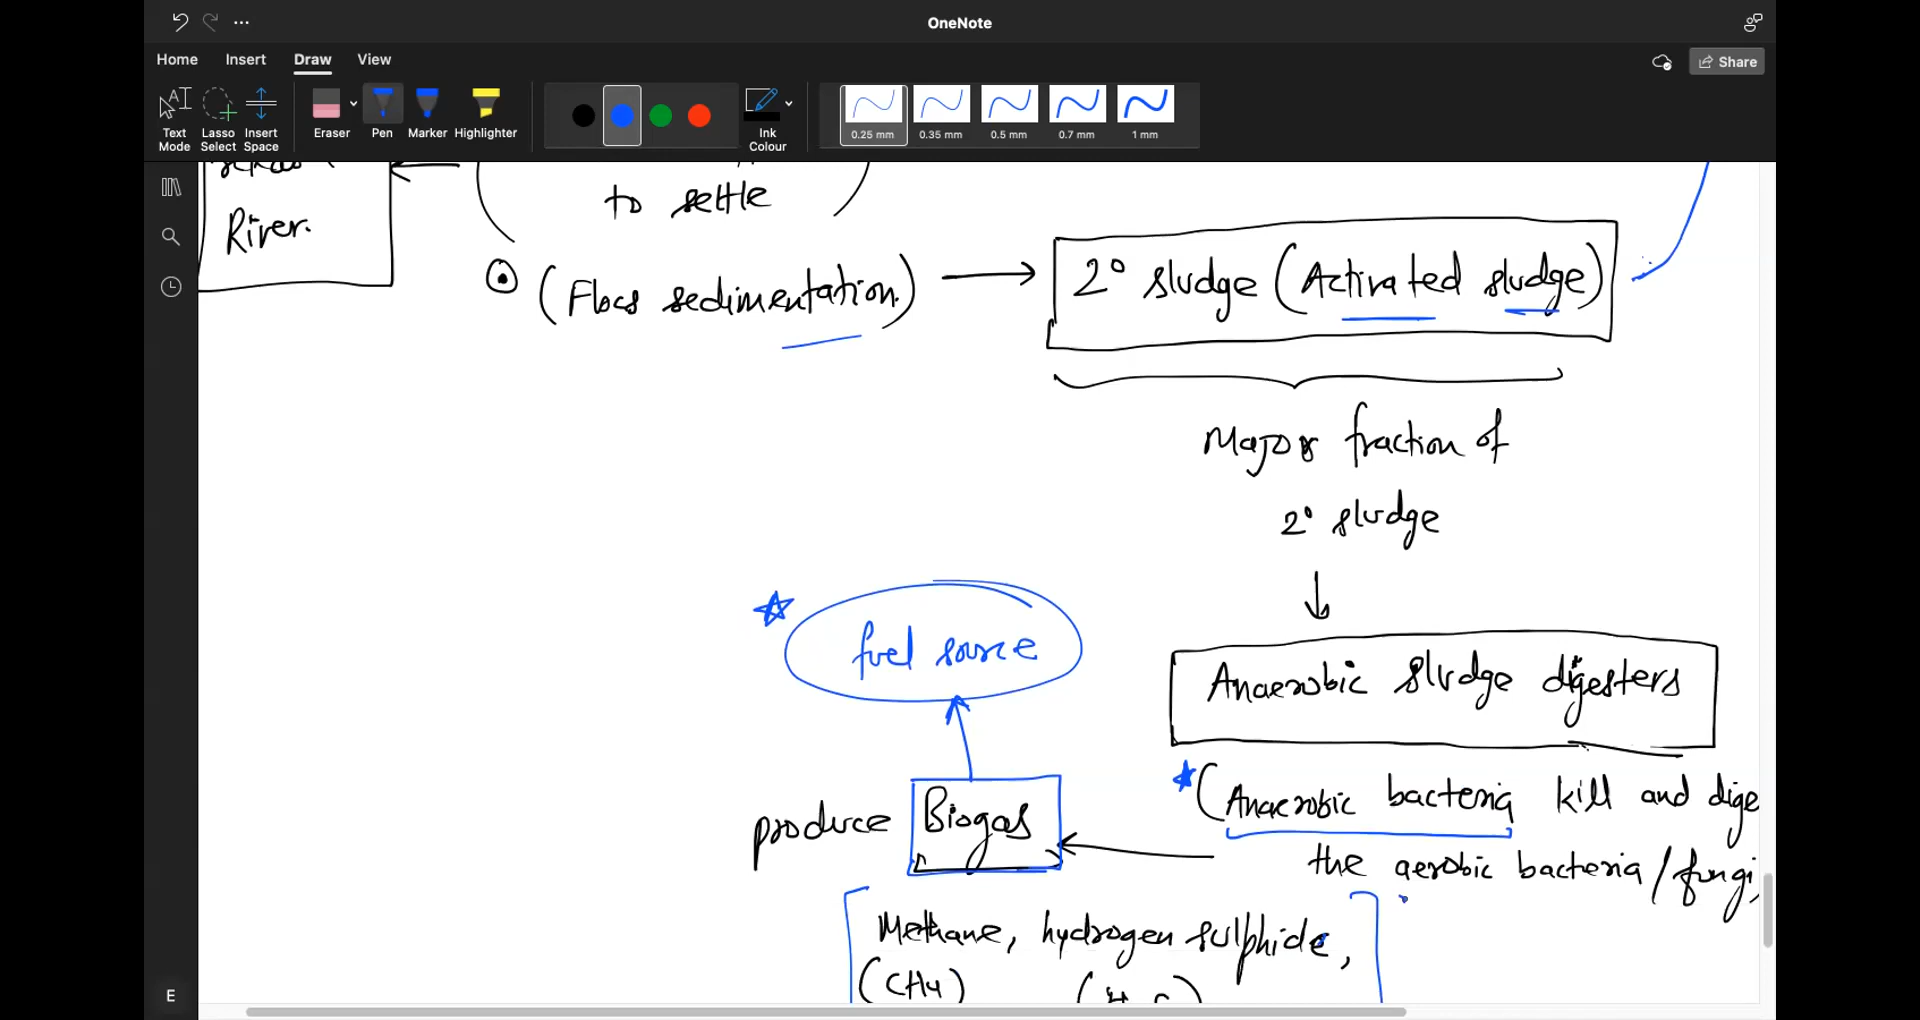 OneNote
Home Insert Draw View
Share
Text Mode
Lasso Select
Insert Space
Eraser
Pen
Marker
Highlighter
Ink Colour
0.25 mm
0.35 mm
0.5 mm
0.7 mm
1 mm
River.
to settle
(Flocs sedimentation.)
2° sludge (Activated sludge)
Major fraction of
2° sludge
fuel source
Anaerobic sludge digesters
(Anaerobic bacteria kill and dige
produce Biogas
the aerobic bacteria/fungi,
Methane, hydrogen sulphide,
(CH4)
E